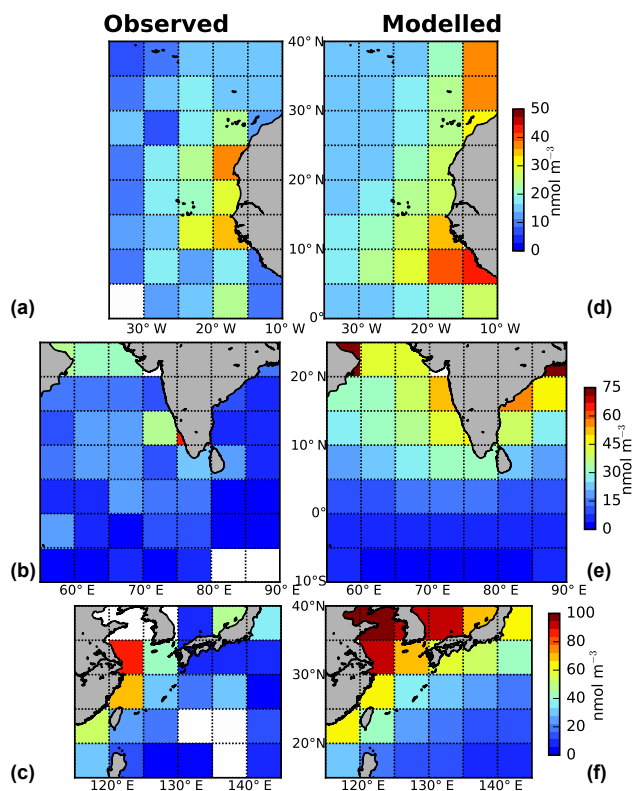 Observed Modelled
40° N
30° N
20° N
10° N
0°
30° W 20° W 10° W 30° W 20° W 10° W
50
40
30
20
10
0
nmol m⁻³
(a) (d)
20° N
10° N
0°
10° S
60° E 70° E 80° E 90° E 60° E 70° E 80° E 90° E
75
60
45
30
15
0
nmol m⁻³
(b) (e)
40°N
30°N
20°N
120° E 130° E 140° E 120° E 130° E 140° E
100
80
60
40
20
0
nmol m⁻³
(c) (f)